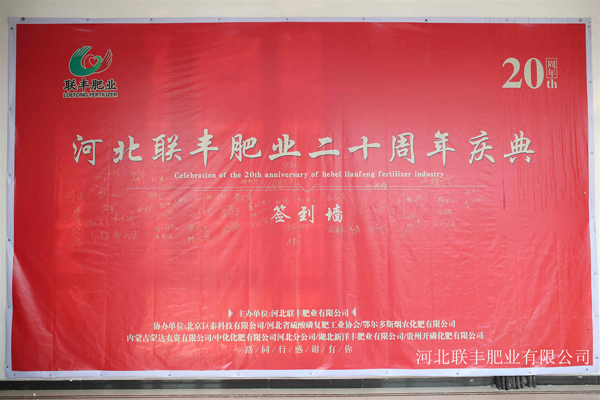 联丰肥业
LOEFONG FERTILIZER
20th
周年
河北联丰肥业二十周年庆典
Celebration of the 20th anniversary of hebei lianfeng fertilizer industry
签到墙
主办单位:河北联丰肥业有限公司
协办单位:北京巨泰科技有限公司/河北省硫酸磷复肥工业协会/鄂尔多斯烟农化肥有限公司
内蒙古蒙达农资有限公司/中化化肥有限公司河北分公司/湖北新洋丰肥业有限公司/贵州开磷化肥有限公司
一/路/同/行/感/谢/有/你
河北联丰肥业有限公司